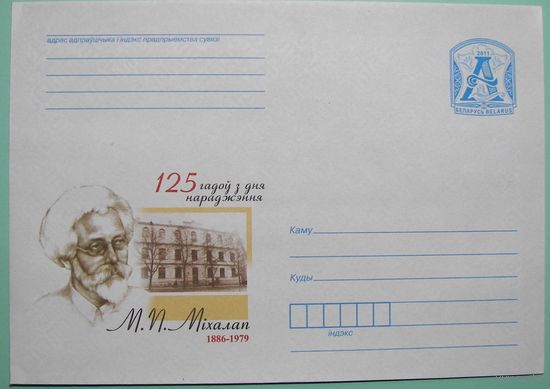 адрас адпраўшчыка і індэкс прадпрыемства сувязі
2011
А
БЕЛАРУСЬ BELARUS
125 гадоў з дня
нараджэння
Каму
Куды
М. П. Міхалап
1886-1979
індэкс